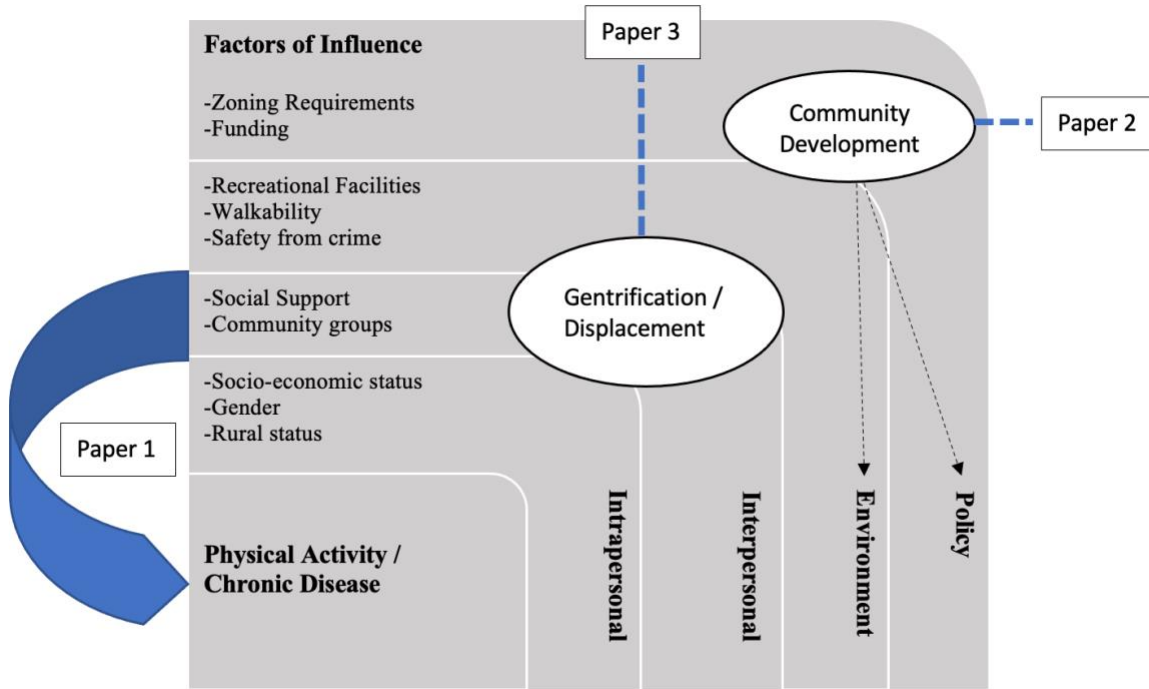 Factors of Influence
Paper 3
-Zoning Requirements
-Funding
Community
Development
Paper 2
-Recreational Facilities
-Walkability
-Safety from crime
-Social Support
-Community groups
Gentrification /
Displacement
-Socio-economic status
-Gender
-Rural status
Paper 1
Physical Activity /
Chronic Disease
Intrapersonal
Interpersonal
Environment
Policy